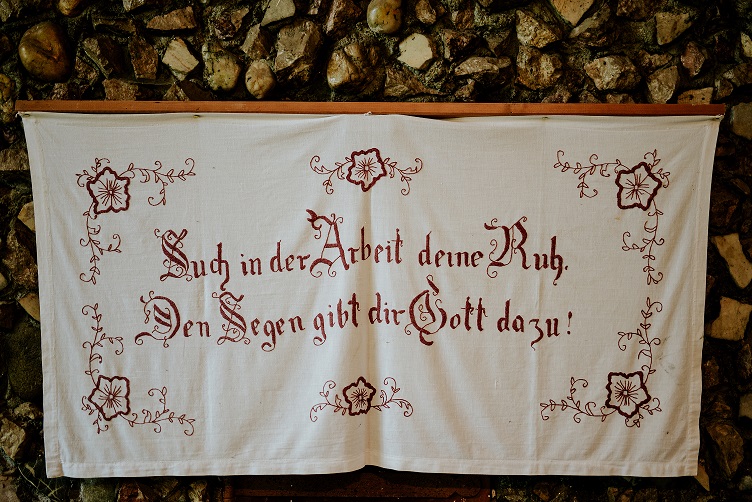 Such in der Arbeit deine Ruh.
Den Segen gibt dir Gott dazu!